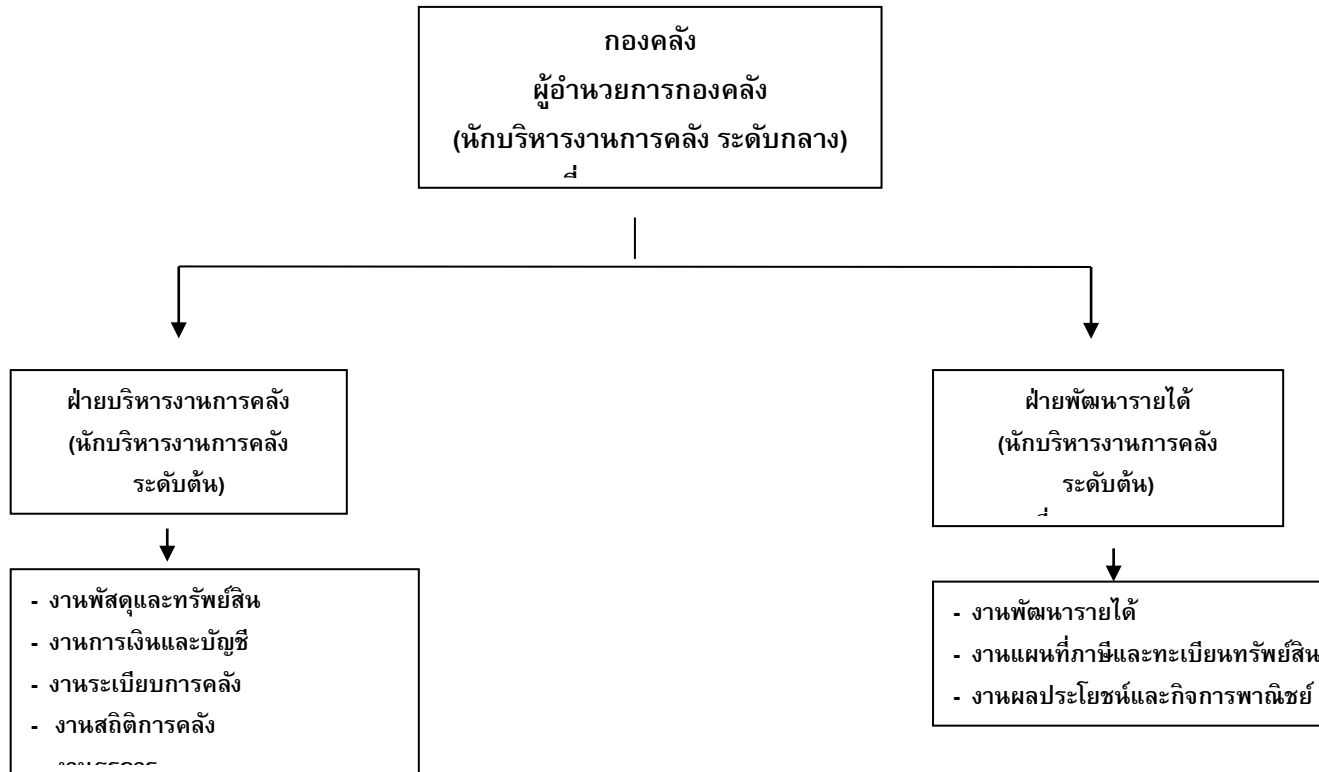 กองคลัง
ผู้อำนวยการกองคลัง
(นักบริหารงานการคลัง ระดับกลาง)
ฝ่ายบริหารงานการคลัง
(นักบริหารงานการคลัง
ระดับต้น)
- งานพัสดุและทรัพย์สิน
- งานการเงินและบัญชี
- งานระเบียบการคลัง
- งานสถิติการคลัง
ฝ่ายพัฒนารายได้
(นักบริหารงานการคลัง
ระดับต้น)
- งานพัฒนารายได้
- งานแผนที่ภาษีและทะเบียนทรัพย์สิน
- งานผลประโยชน์และกิจการพาณิชย์